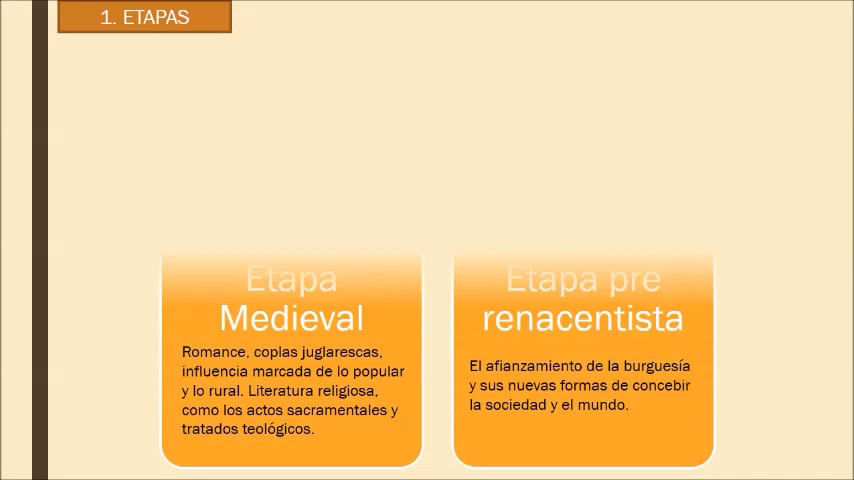 1. ETAPAS
Etapa
Medieval
Romance, coplas juglarescas,
influencia marcada de lo popular
y lo rural. Literatura religiosa,
como los actos sacramentales y
tratados teológicos.
Etapa pre
renacentista
El afianzamiento de la burguesía
y sus nuevas formas de concebir
la sociedad y el mundo.